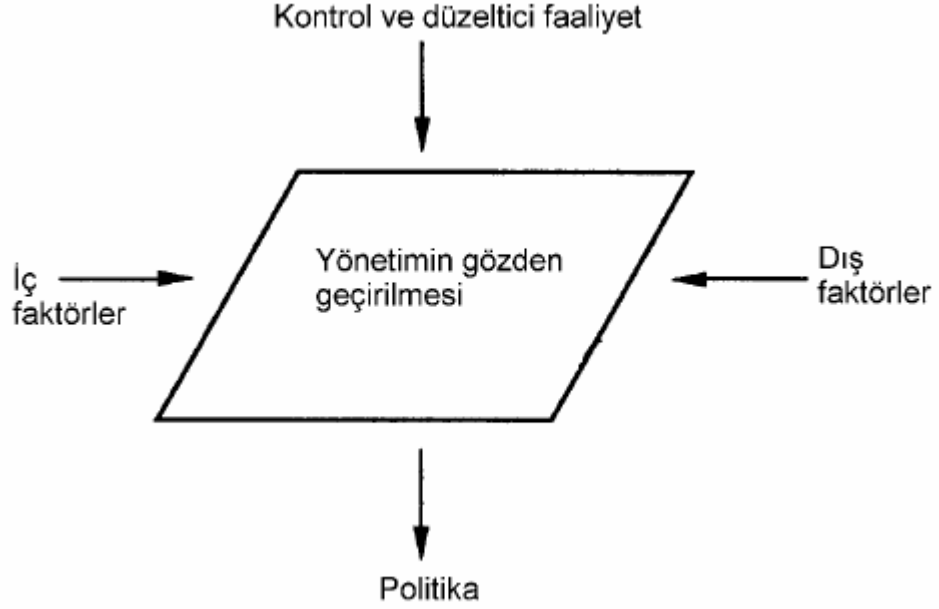 Kontrol ve düzeltici faaliyet
Yönetimin gözden
geçirilmesi
İç
faktörler
Dış
faktörler
Politika